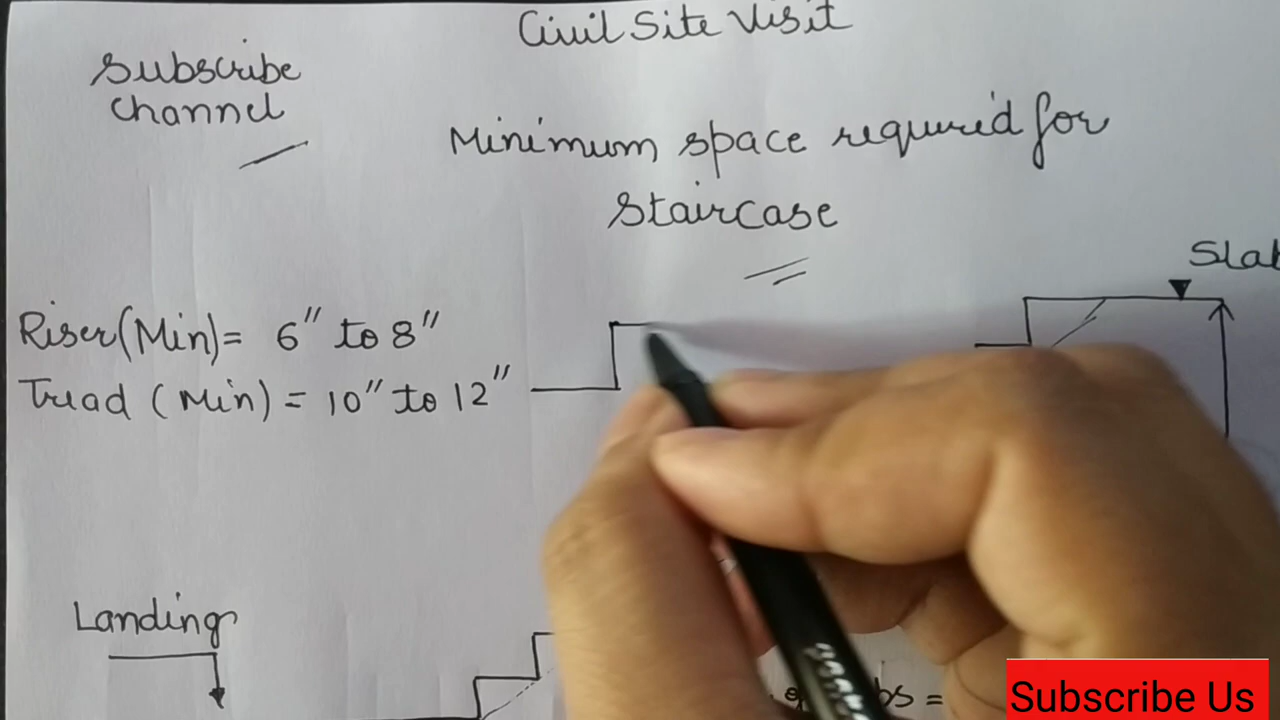 Civil Site Visit
Subscribe
Channel
Minimum space required for
Staircase
Slab
Riser(Min)= 6" to 8"
Tread (Min) = 10" to 12"
Landing
=
Subscribe Us